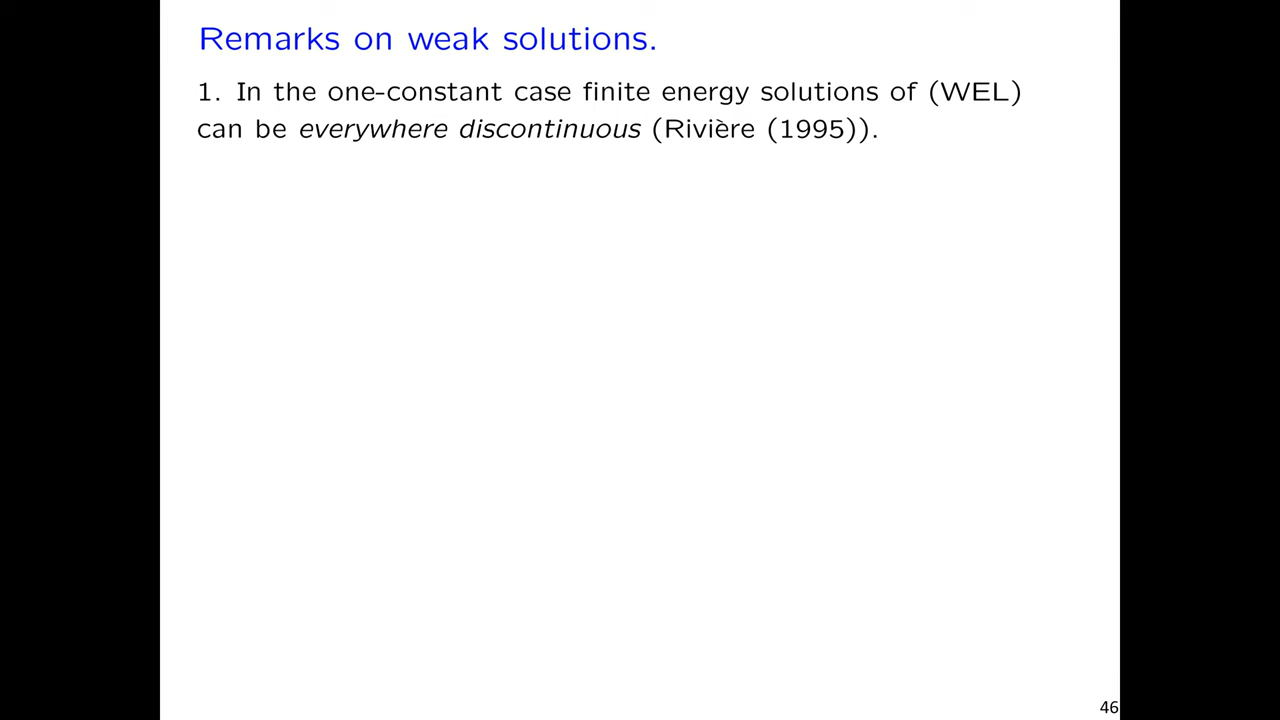 Remarks on weak solutions.
1. In the one-constant case finite energy solutions of (WEL)
can be everywhere discontinuous (Rivière (1995)).
46